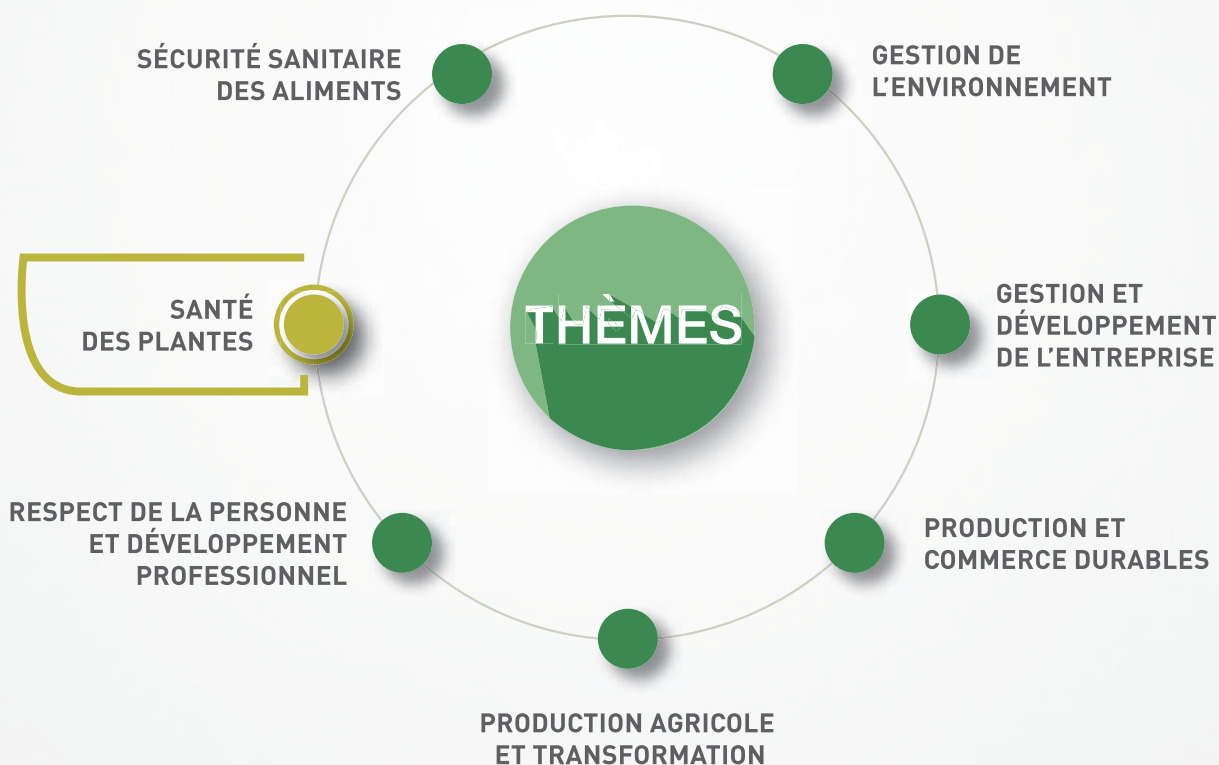 SÉCURITÉ SANITAIRE
DES ALIMENTS
GESTION DE
L'ENVIRONNEMENT
SANTÉ
DES PLANTES
THÈMES
GESTION ET
DÉVELOPPEMENT
DE L'ENTREPRISE
RESPECT DE LA PERSONNE
ET DÉVELOPPEMENT
PROFESSIONNEL
PRODUCTION ET
COMMERCE DURABLES
PRODUCTION AGRICOLE
ET TRANSFORMATION